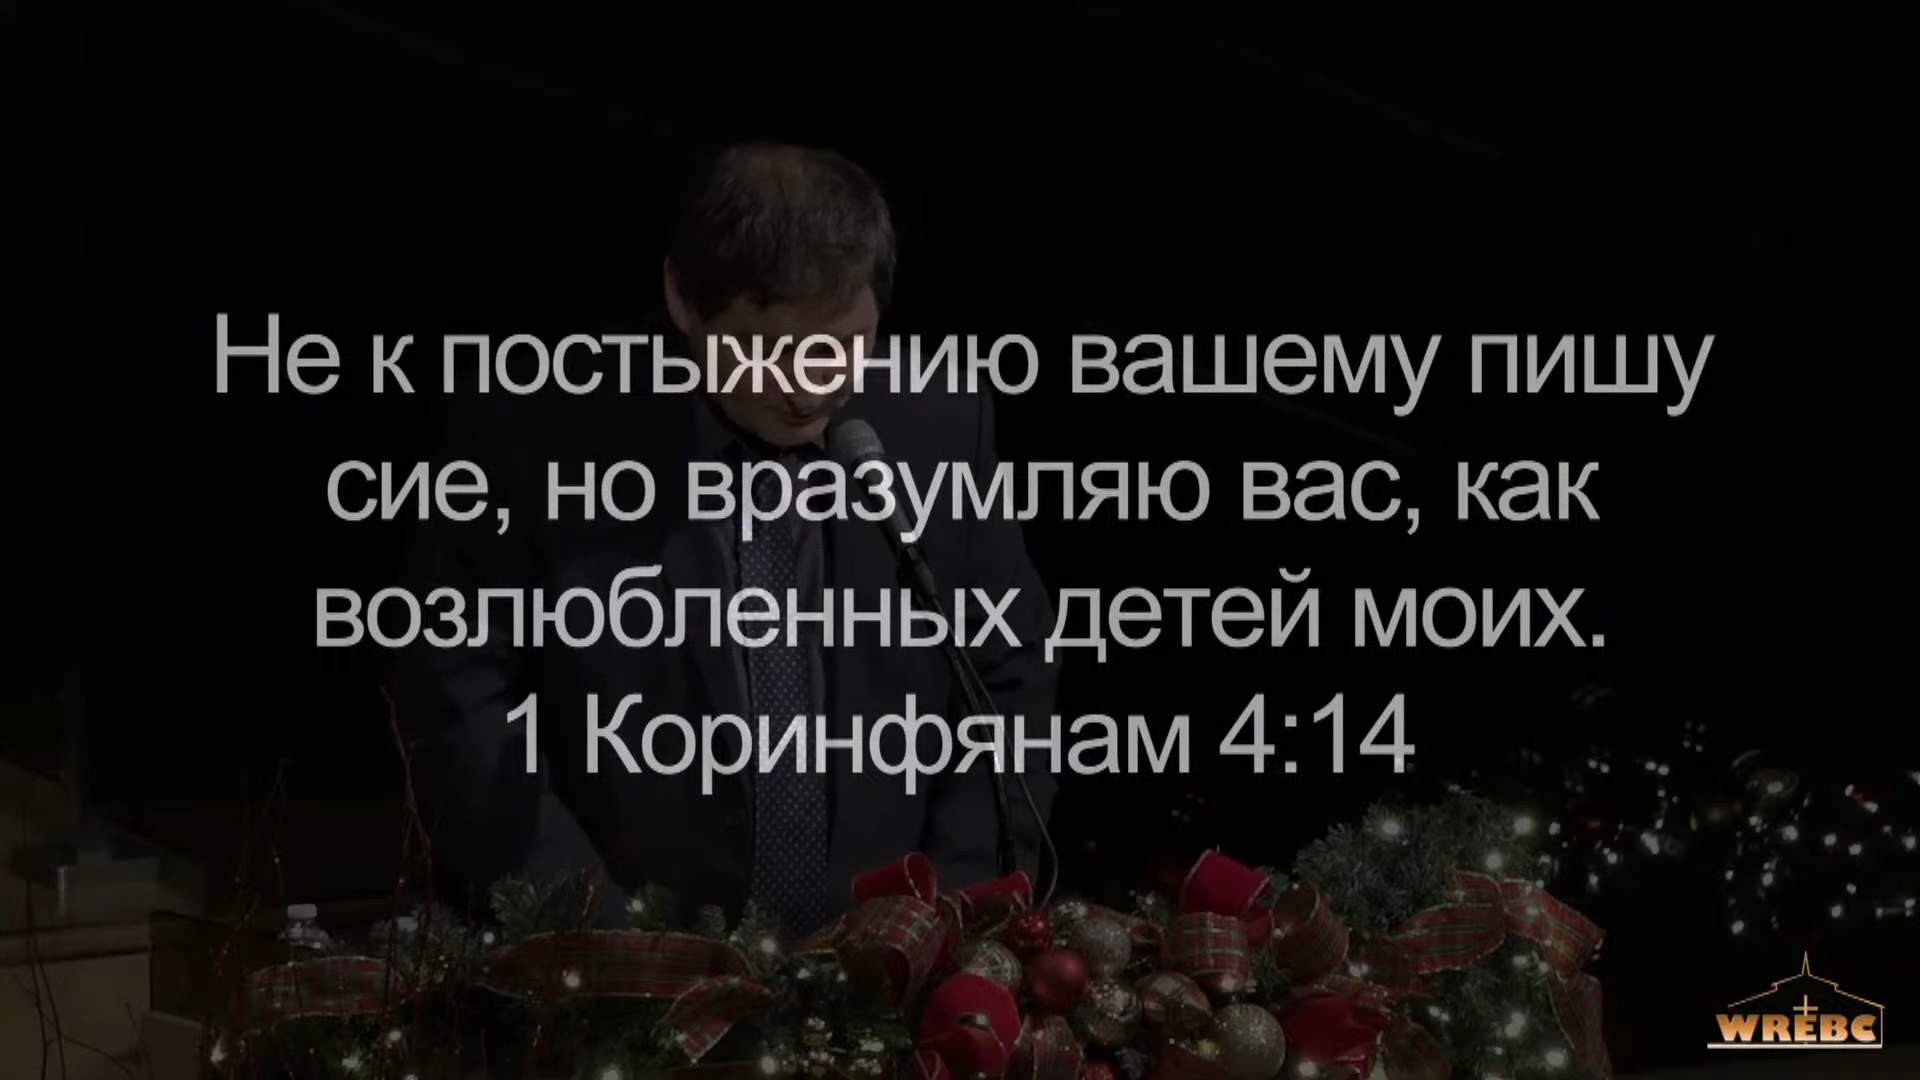 Не к постыжению вашему пишу
сие, но вразумляю вас, как
возлюбленных детей моих.
1 Коринфянам 4:14
WREBC